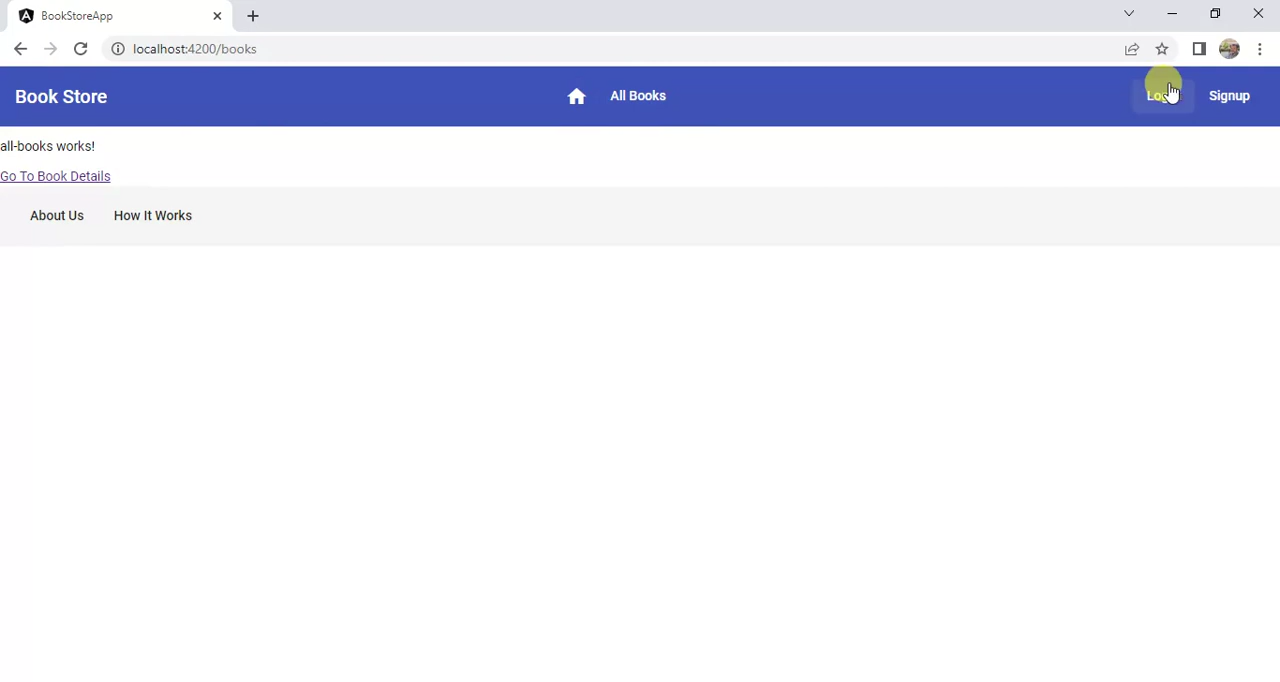 BookStoreApp
localhost:4200/books
Book Store
All Books
Signup
all-books works!
Go To Book Details
About Us
How It Works